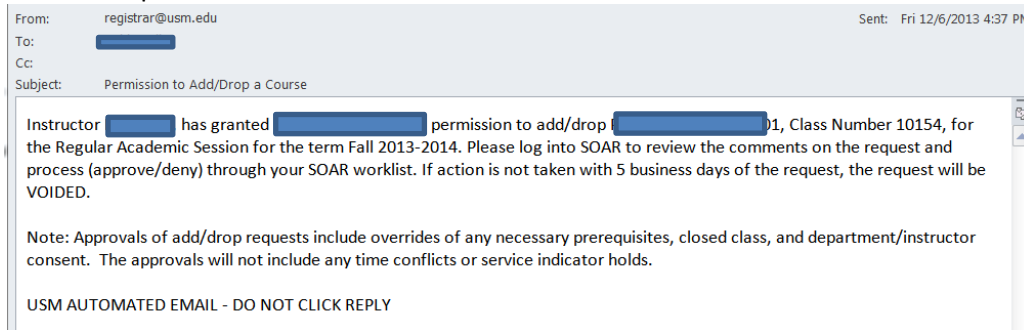 From: registrar@usm.edu Sent: Fri 12/6/2013 4:37 PM
To:
Cc:
Subject: Permission to Add/Drop a Course
Instructor has granted permission to add/drop 01, Class Number 10154, for
the Regular Academic Session for the term Fall 2013-2014. Please log into SOAR to review the comments on the request and
process (approve/deny) through your SOAR worklist. If action is not taken with 5 business days of the request, the request will be
VOIDED.
Note: Approvals of add/drop requests include overrides of any necessary prerequisites, closed class, and department/instructor
consent. The approvals will not include any time conflicts or service indicator holds.
USM AUTOMATED EMAIL - DO NOT CLICK REPLY